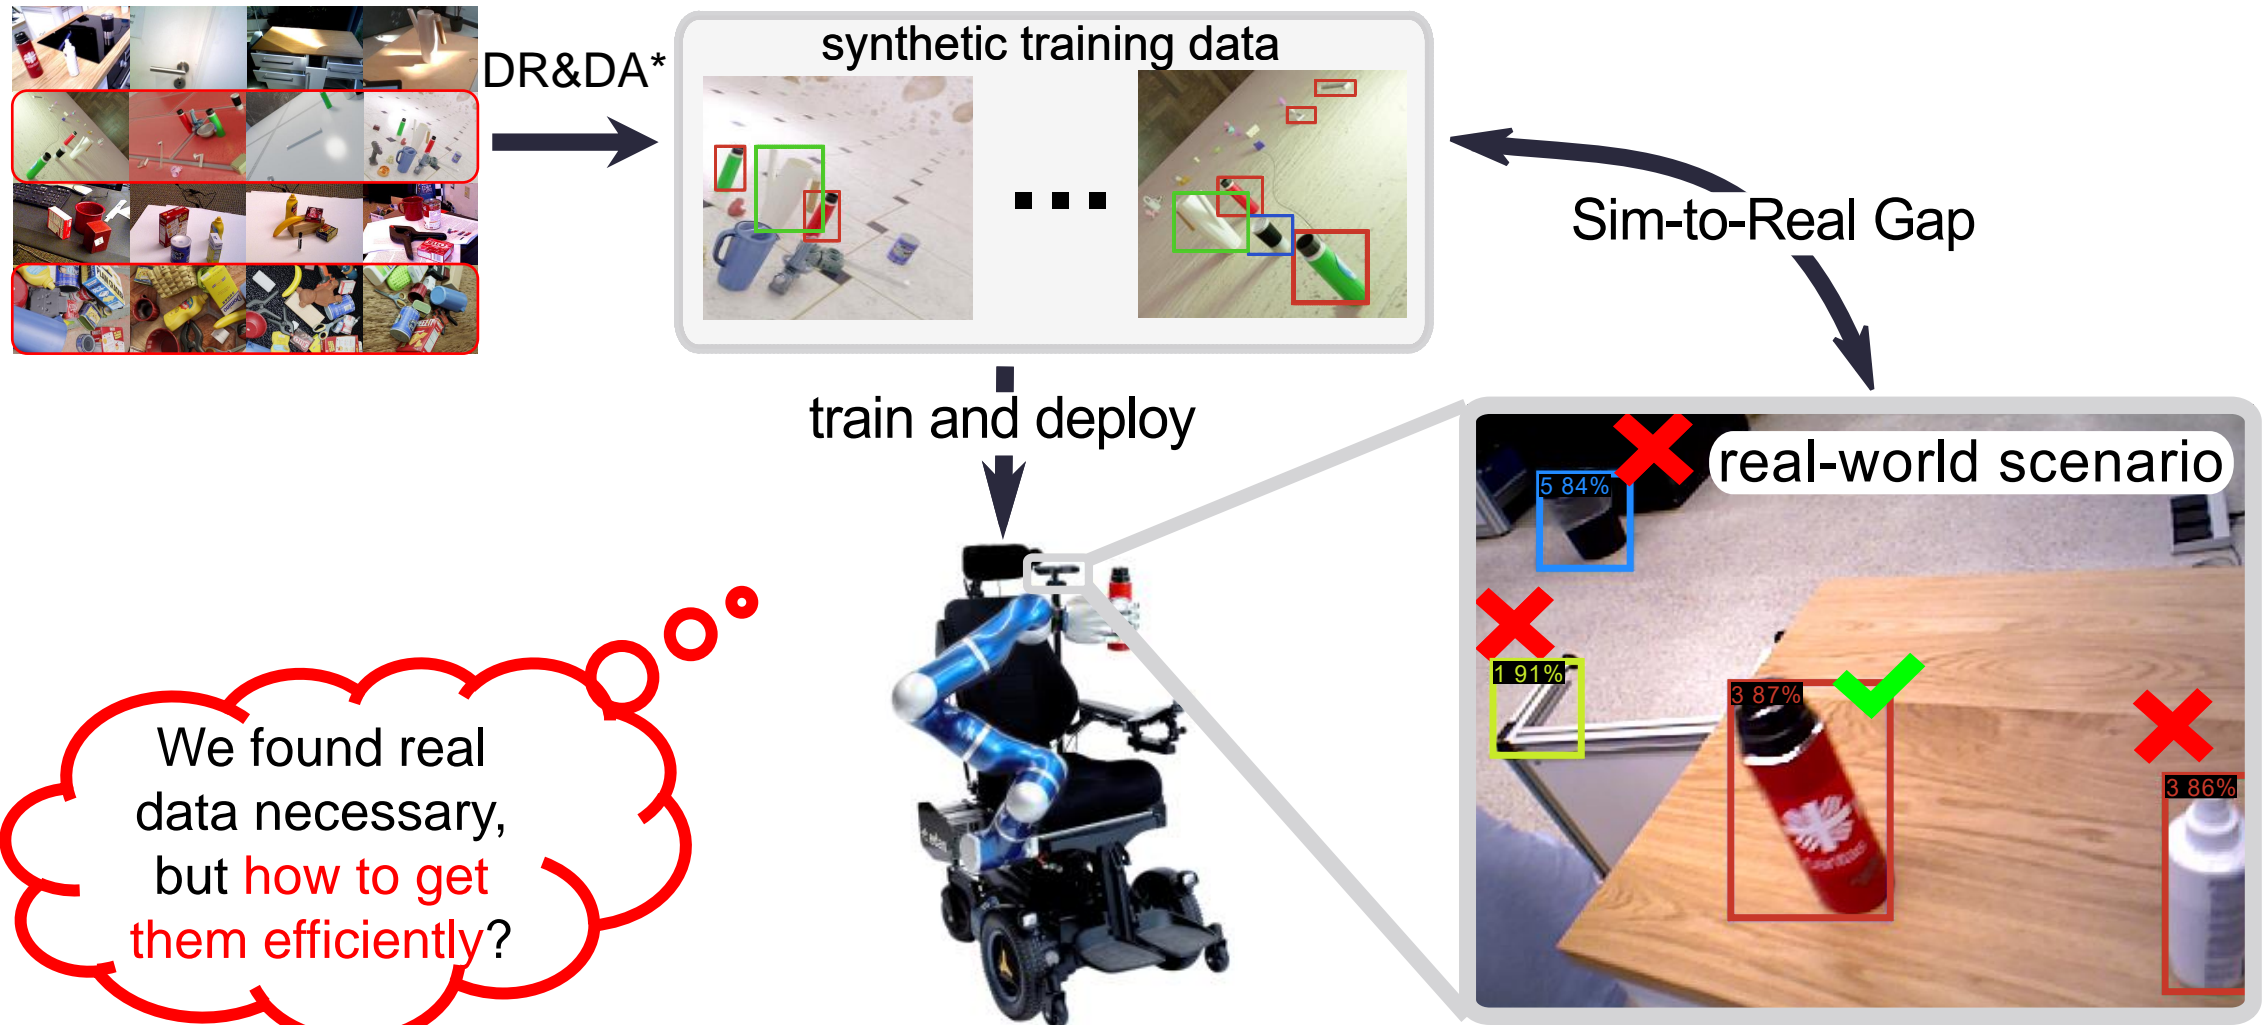 DR&DA*
synthetic training data
Sim-to-Real Gap
train and deploy
real-world scenario
5 84%
1 91%
3 87%
3 86%
We found real
data necessary,
but how to get
them efficiently?